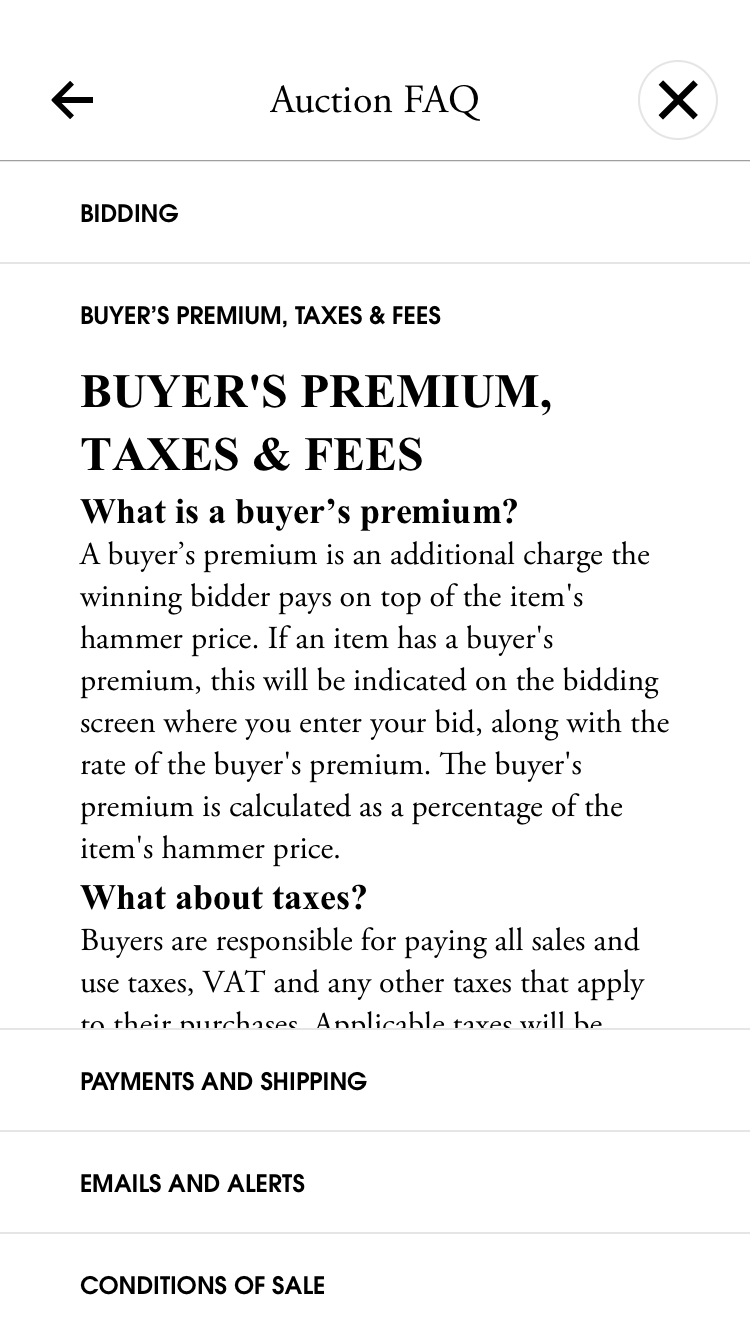 Auction FAQ
BIDDING
BUYER’S PREMIUM, TAXES & FEES
BUYER'S PREMIUM,
TAXES & FEES
What is a buyer’s premium?
A buyer’s premium is an additional charge the
winning bidder pays on top of the item's
hammer price. If an item has a buyer's
premium, this will be indicated on the bidding
screen where you enter your bid, along with the
rate of the buyer's premium. The buyer's
premium is calculated as a percentage of the
item's hammer price.
What about taxes?
Buyers are responsible for paying all sales and
use taxes, VAT and any other taxes that apply
to their purchases. Applicable taxes will be
PAYMENTS AND SHIPPING
EMAILS AND ALERTS
CONDITIONS OF SALE